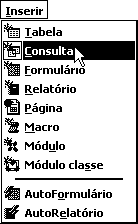 Inserir
Tabela
Consulta
Formulário
Relatório
Página
Macro
Módulo
Módulo classe
AutoFormulário
AutoRelatório